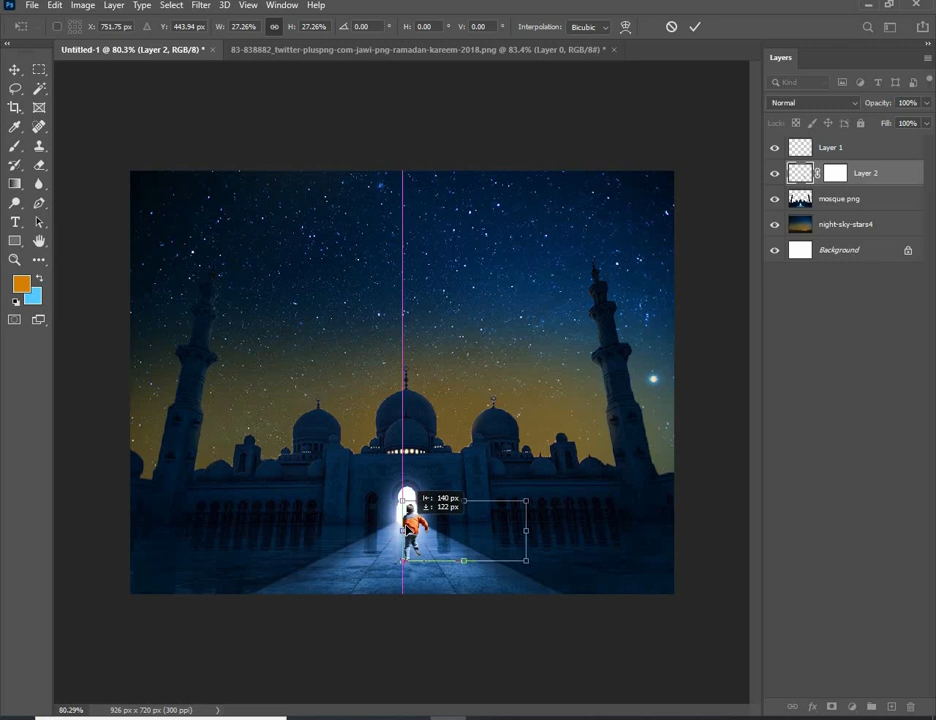 Ps File Edit Image Layer Type Select Filter 3D View Window Help
X: 751.75 px Y: 443.94 px W: 27.26% H: 27.26% 0.00 ° H: 0.00 ° V: 0.00 ° Interpolation: Bicubic
Untitled-1 @ 80.3% (Layer 2, RGB/8) * × 83-838882_twitter-pluspng-com-jawi-png-ramadan-kareem-2018.png @ 83.4% (Layer 0, RGB/8#) * ×
Layers
Kind
Normal Opacity: 100%
Lock: Fill: 100%
Layer 1
Layer 2
mosque png
night-sky-stars4
Background
140 px
122 px
80.29% 926 px x 720 px (300 ppi)